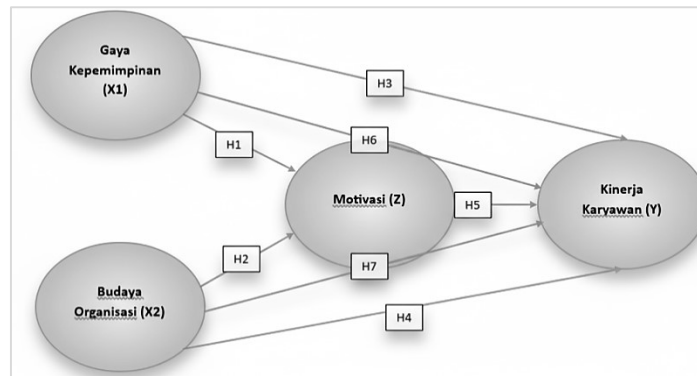 Gaya
Kepemimpinan
(X1)
H3
H6
H1
Motivasi (Z)
H5
Kinerja
Karyawan (Y)
H2
H7
Budaya
Organisasi (X2)
H4